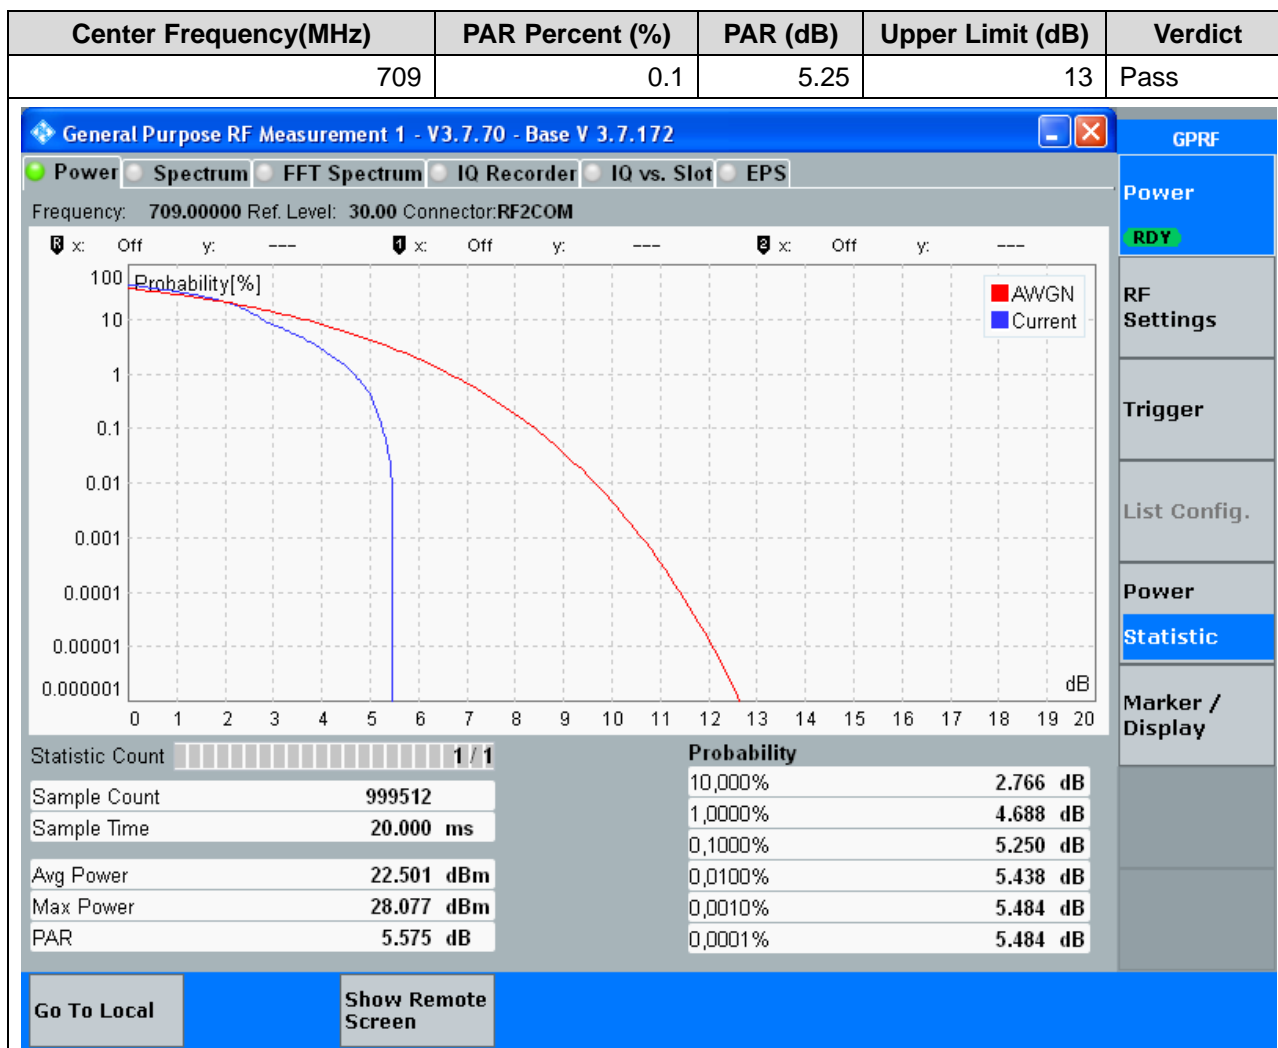 Center Frequency(MHz) PAR Percent (%) PAR (dB) Upper Limit (dB) Verdict
709 0.1 5.25 13 Pass
General Purpose RF Measurement 1 - V3.7.70 - Base V 3.7.172
GPRF
Power Spectrum FFT Spectrum IQ Recorder IQ vs. Slot EPS
Power
RDY
Frequency: 709.00000 Ref. Level: 30.00 Connector:RF2COM
R x: Off y: --- 1 x: Off y: --- 2 x: Off y: ---
100 Probability[%]
AWGN
Current
10
1
0.1
0.01
0.001
0.0001
0.00001
0.000001
dB
0 1 2 3 4 5 6 7 8 9 10 11 12 13 14 15 16 17 18 19 20
RF
Settings
Trigger
List Config.
Power
Statistic
Marker /
Display
Statistic Count 1 / 1
Sample Count 999512
Sample Time 20.000 ms
Avg Power 22.501 dBm
Max Power 28.077 dBm
PAR 5.575 dB
Probability
10,000% 2.766 dB
1,0000% 4.688 dB
0,1000% 5.250 dB
0,0100% 5.438 dB
0,0010% 5.484 dB
0,0001% 5.484 dB
Go To Local
Show Remote
Screen